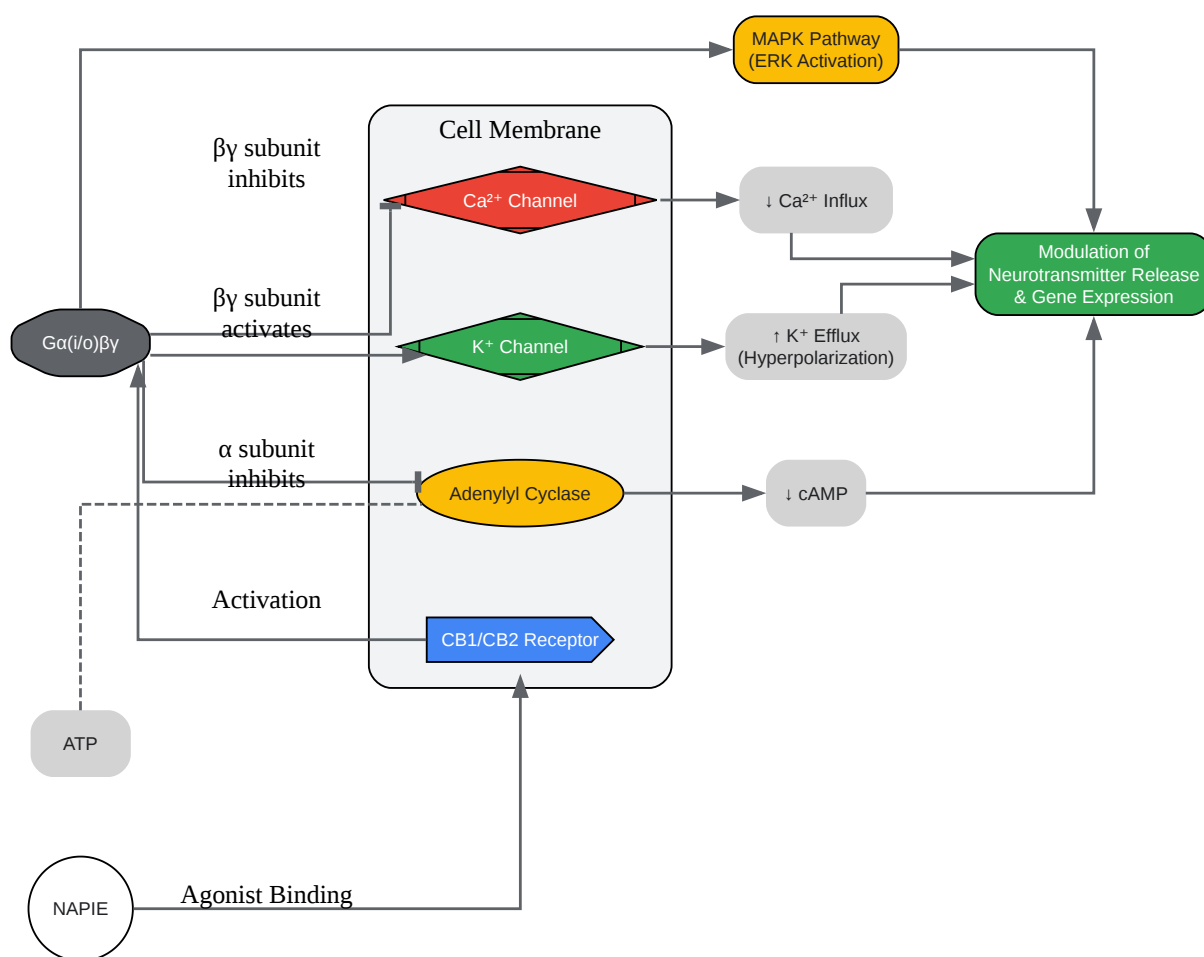 MAPK Pathway
(ERK Activation)
Cell Membrane
βγ subunit
inhibits
Ca²⁺ Channel
↓ Ca²⁺ Influx
Modulation of
Neurotransmitter Release
& Gene Expression
βγ subunit
activates
Gα(i/o)βγ
K⁺ Channel
↑ K⁺ Efflux
(Hyperpolarization)
α subunit
inhibits
Adenylyl Cyclase
↓ cAMP
Activation
CB1/CB2 Receptor
ATP
Agonist Binding
NAPIE